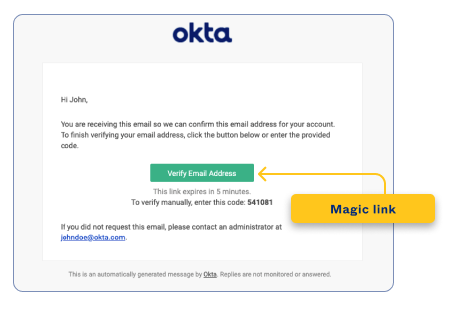 okta
Hi John,
You are receiving this email so we can confirm this email address for your account.
To finish verifying your email address, click the button below or enter the provided
code.
Verify Email Address
This link expires in 5 minutes.
To verify manually, enter this code: 541081
Magic link
If you did not request this email, please contact an administrator at
jehndoe@okta.com.
This is an automatically generated message by Okta. Replies are not monitored or answered.